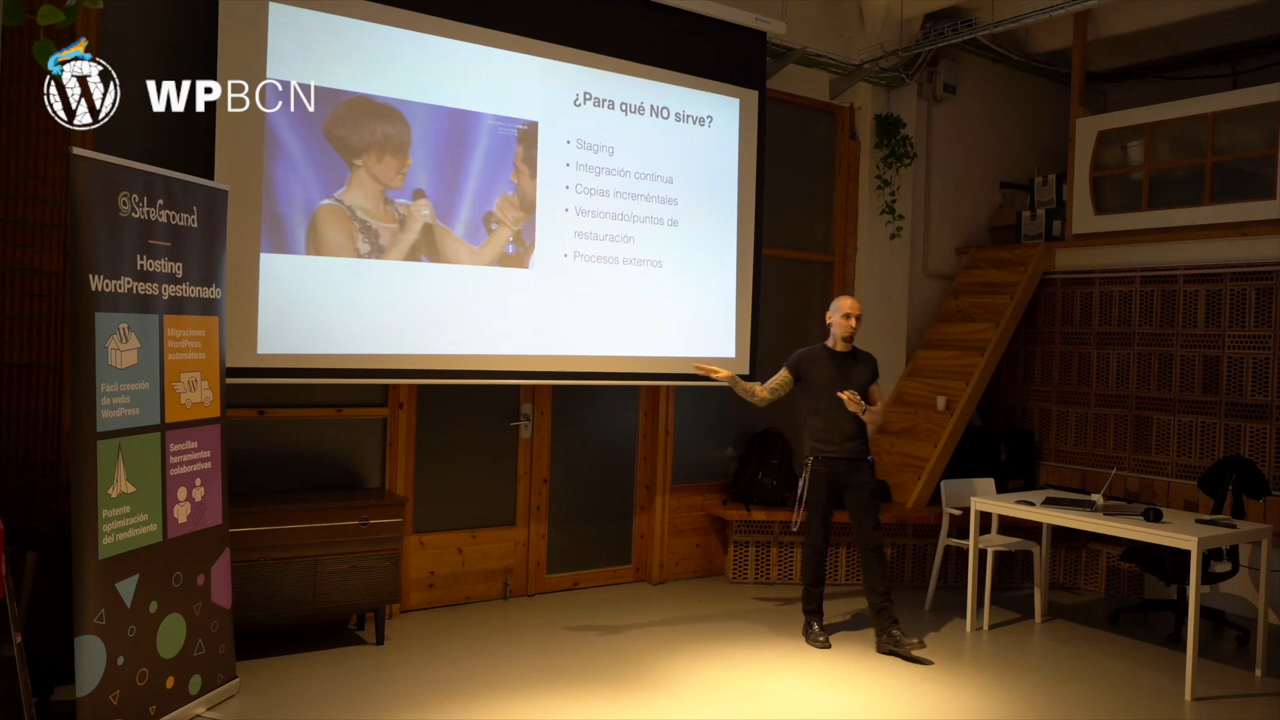 WPBCN
SiteGround
Hosting
WordPress gestionado
Fácil creación
de webs
WordPress
Migraciones
WordPress
automáticas
Potente
optimización
del rendimiento
Sencillas
herramientas
colaborativas
¿Para qué NO sirve?
• Staging
• Integración continua
• Copias increméntales
• Versionado/puntos de
restauración
• Procesos externos